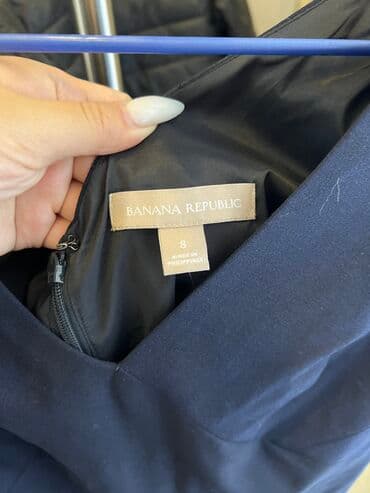 BANANA REPUBLIC
8
MADE IN
PHILIPPINES